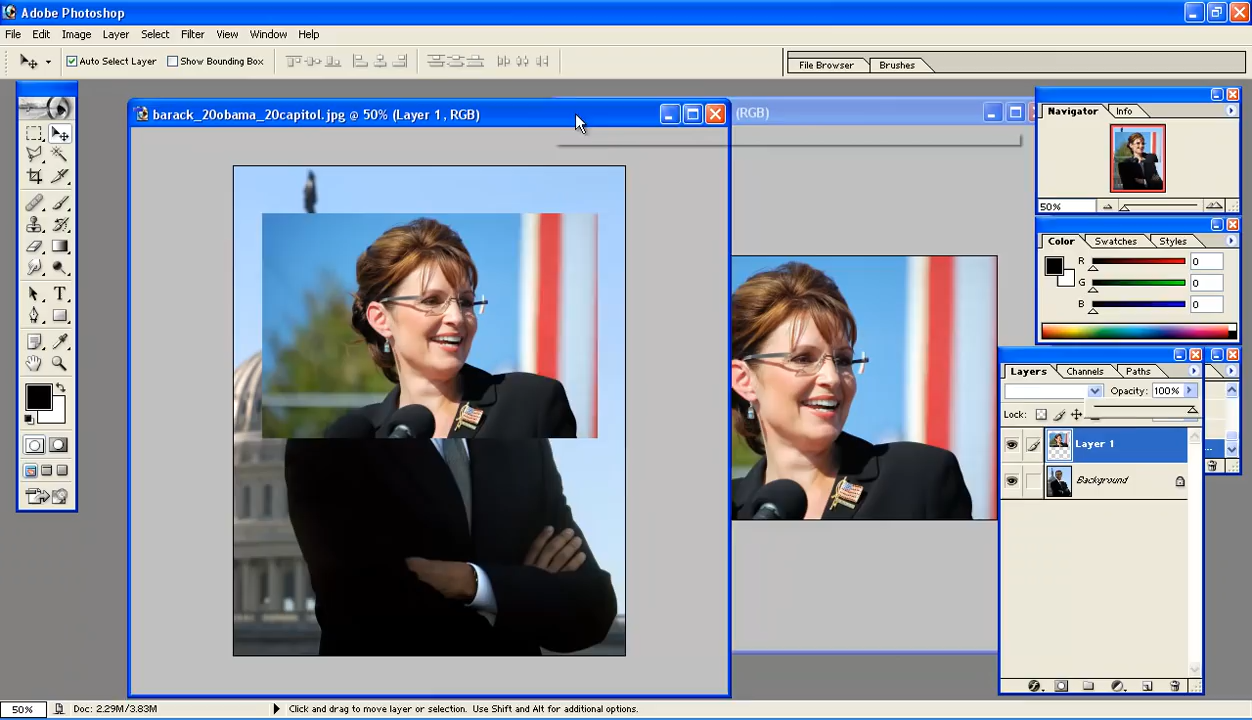 Adobe Photoshop
File Edit Image Layer Select Filter View Window Help
Auto Select Layer Show Bounding Box File Browser Brushes
barack_20obama_20capitol.jpg @ 50% (Layer 1, RGB)
(RGB)
Navigator Info
50%
Color Swatches Styles
R 0
G 0
B 0
Layers Channels Paths
Opacity: 100%
Lock:
Layer 1
Background
50% Doc: 2.29M/3.83M Click and drag to move layer or selection. Use Shift and Alt for additional options.